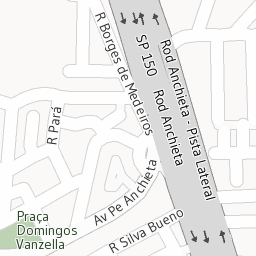 R Borges de Medeiros
SP 150
Rod Anchieta - Pista Lateral
Rod Anchieta
R Pará
Av Pe Anchieta
R Silva Bueno
Praça
Domingos
Vanzella